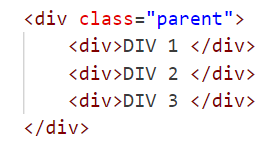 <div class="parent">
    <div>DIV 1 </div>
    <div>DIV 2 </div>
    <div>DIV 3 </div>
</div>